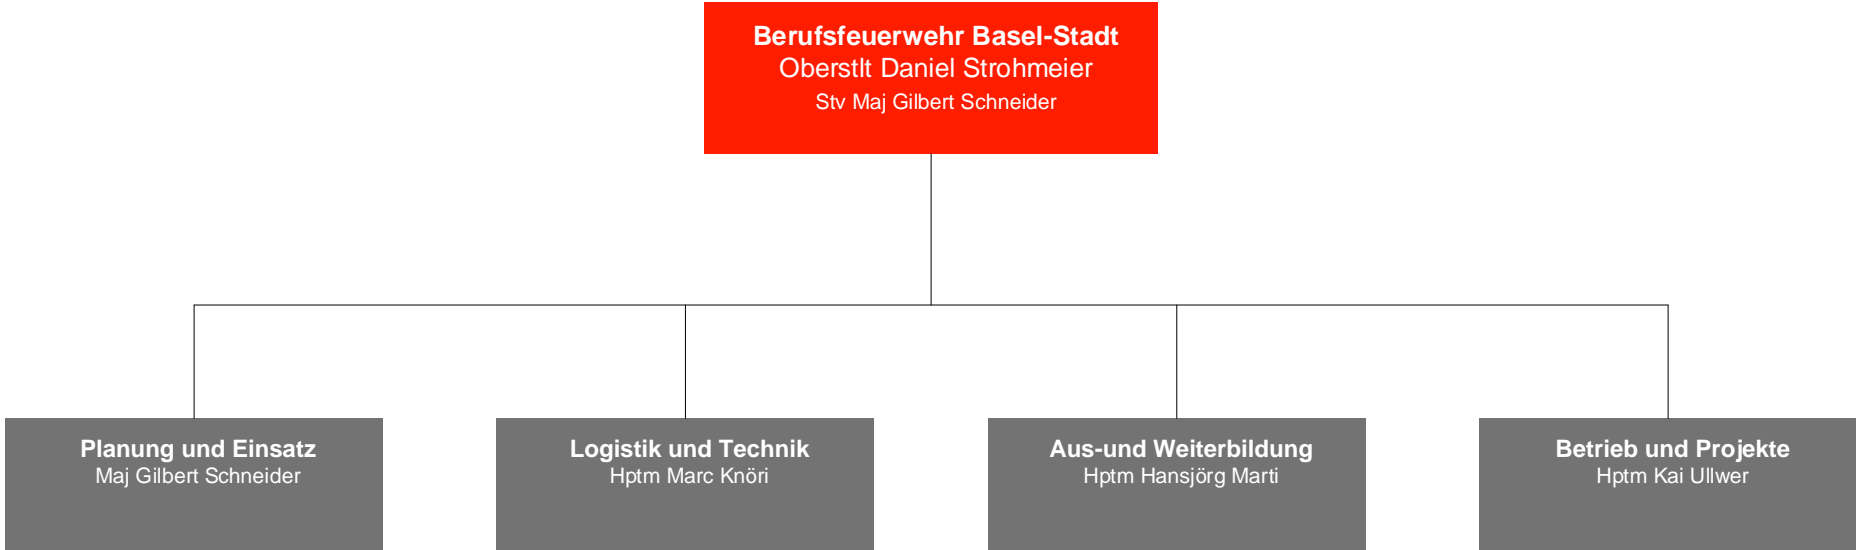 Berufsfeuerwehr Basel-Stadt
Oberstlt Daniel Strohmeier
Stv Maj Gilbert Schneider
Planung und Einsatz
Maj Gilbert Schneider
Logistik und Technik
Hptm Marc Knöri
Aus-und Weiterbildung
Hptm Hansjörg Marti
Betrieb und Projekte
Hptm Kai Ullwer